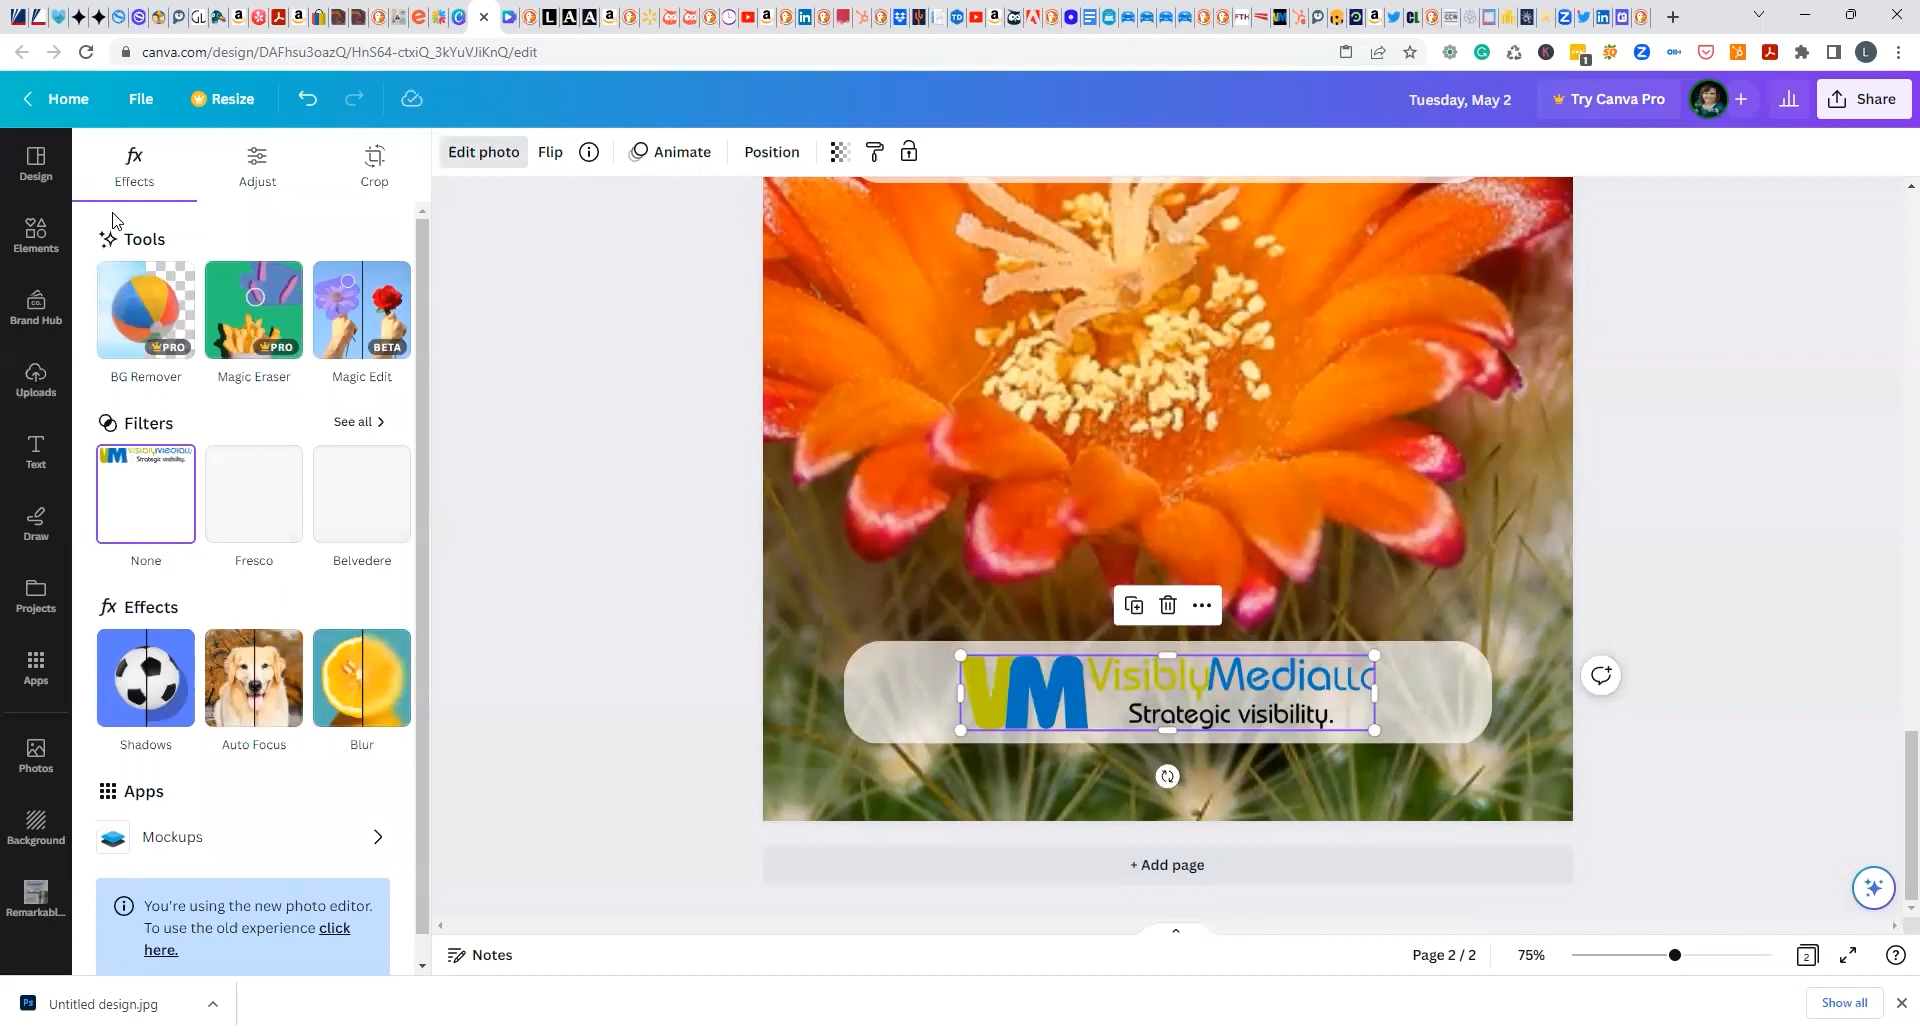 canva.com/design/DAFhsu3oazQ/HnS64-ctxiQ_3kYuVJiKnQ/edit
Home File Resize Tuesday, May 2 Try Canva Pro Share
Edit photo Flip Animate Position
Effects Adjust Crop
Design
Elements
Brand Hub
Uploads
Text
Draw
Projects
Apps
Photos
Background
Remarkabl...
Tools
PRO PRO BETA
BG Remover Magic Eraser Magic Edit
Filters See all
None Fresco Belvedere
Effects
Shadows Auto Focus Blur
Apps
Mockups
You're using the new photo editor.
To use the old experience click
here.
VM VisiblyMedia
Strategic visibility.
+ Add page
Notes Page 2 / 2 75% 2
Untitled design.jpg Show all